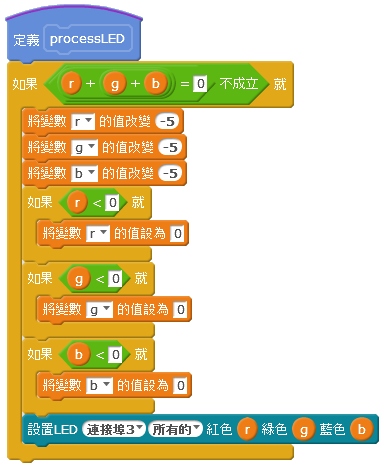 定義 processLED
如果 r + g + b = 0 不成立 就
將變數 r 的值改變 -5
將變數 g 的值改變 -5
將變數 b 的值改變 -5
如果 r < 0 就
將變數 r 的值設為 0
如果 g < 0 就
將變數 g 的值設為 0
如果 b < 0 就
將變數 b 的值設為 0
設置LED 連接埠3 所有的 紅色 r 綠色 g 藍色 b